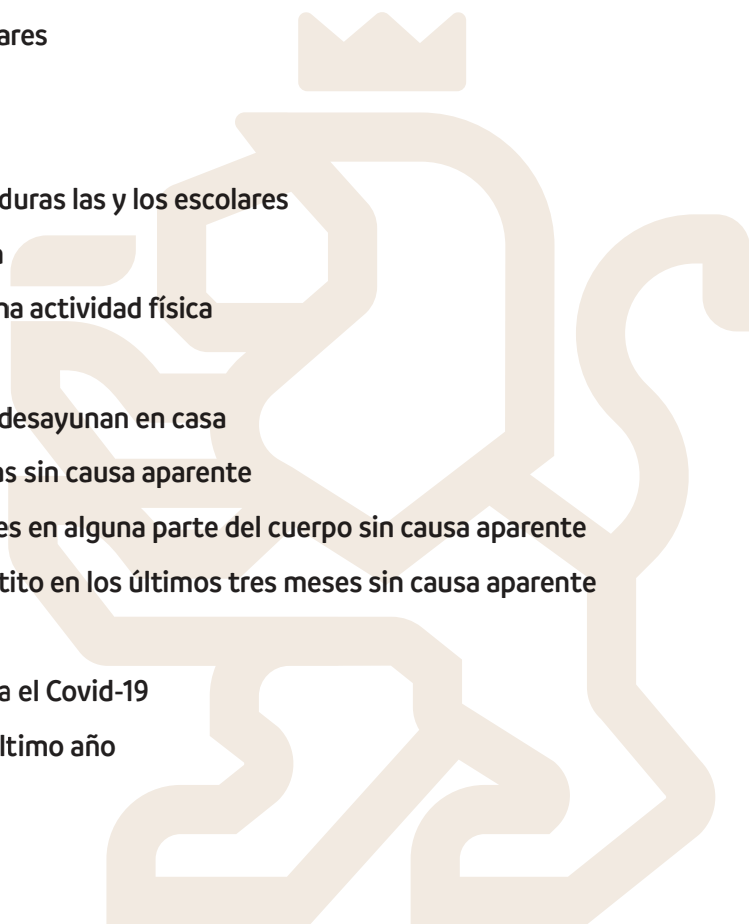 ares
duras las y los escolares
a
na actividad física
desayunan en casa
as sin causa aparente
es en alguna parte del cuerpo sin causa aparente
tito en los últimos tres meses sin causa aparente
a el Covid-19
ltimo año